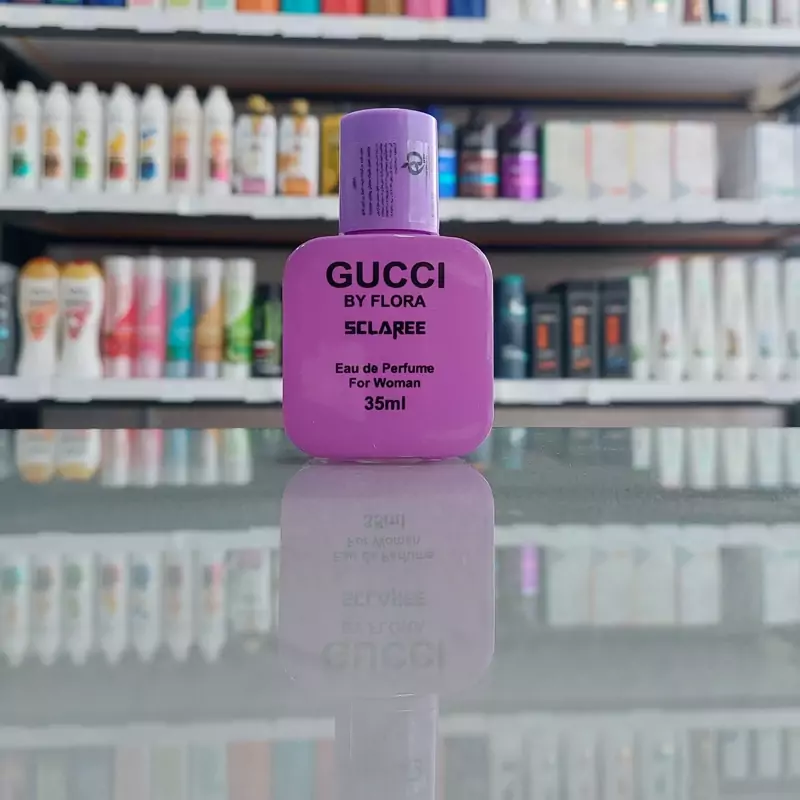 GUCCI
BY FLORA
SCLAREE
Eau de Perfume
For Woman
35ml